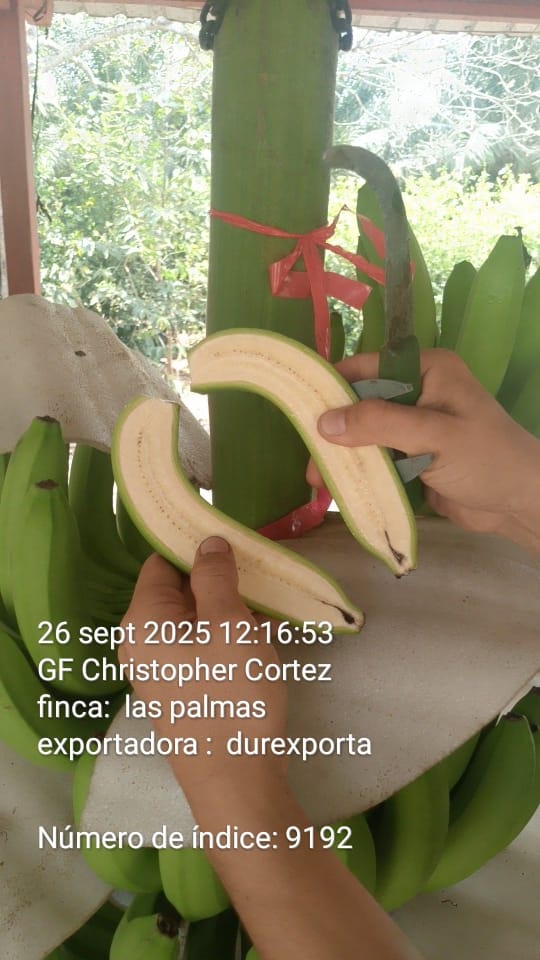 26 sept 2025 12:16:53
GF Christopher Cortez
finca: las palmas
exportadora : durexporta
Número de índice: 9192